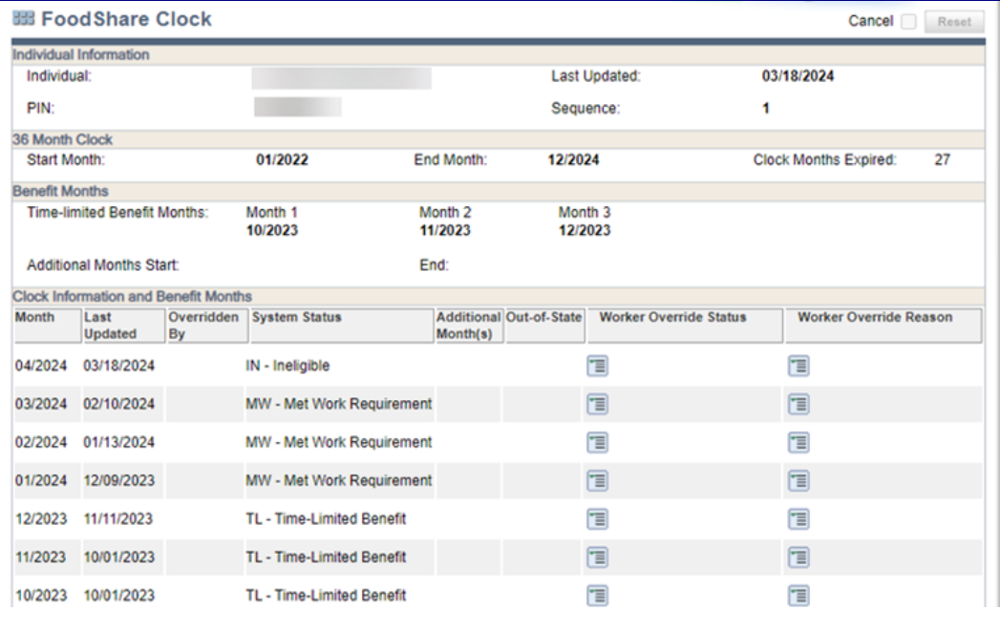 FoodShare Clock Cancel Reset
Individual Information
Individual: Last Updated: 03/18/2024
PIN: Sequence: 1
36 Month Clock
Start Month: 01/2022 End Month: 12/2024 Clock Months Expired: 27
Benefit Months
Time-limited Benefit Months: Month 1 Month 2 Month 3
10/2023 11/2023 12/2023
Additional Months Start: End:
Clock Information and Benefit Months
Month Last Updated Overridden By System Status Additional Month(s) Out-of-State Worker Override Status Worker Override Reason
04/2024 03/18/2024 IN - Ineligible
03/2024 02/10/2024 MW - Met Work Requirement
02/2024 01/13/2024 MW - Met Work Requirement
01/2024 12/09/2023 MW - Met Work Requirement
12/2023 11/11/2023 TL - Time-Limited Benefit
11/2023 10/01/2023 TL - Time-Limited Benefit
10/2023 10/01/2023 TL - Time-Limited Benefit